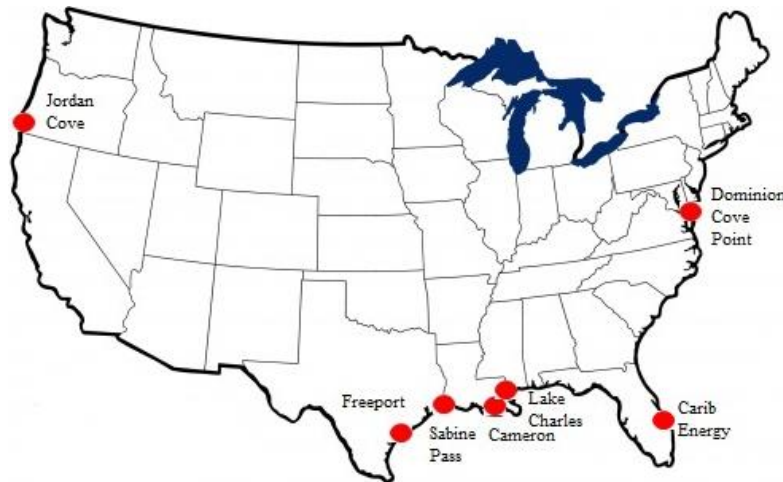 Jordan
Cove
Dominion
Cove
Point
Freeport
Sabine
Pass
Cameron
Lake
Charles
Carib
Energy